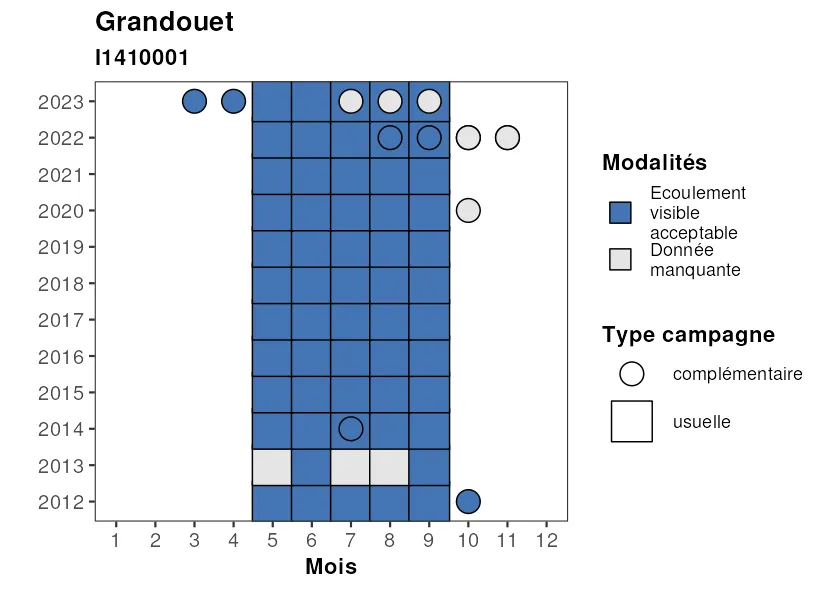 Grandouet
I1410001
2023
2022
2021
2020
2019
2018
2017
2016
2015
2014
2013
2012
1 2 3 4 5 6 7 8 9 10 11 12
Mois
Modalités
Ecoulement
visible
acceptable
Donnée
manquante
Type campagne
complémentaire
usuelle